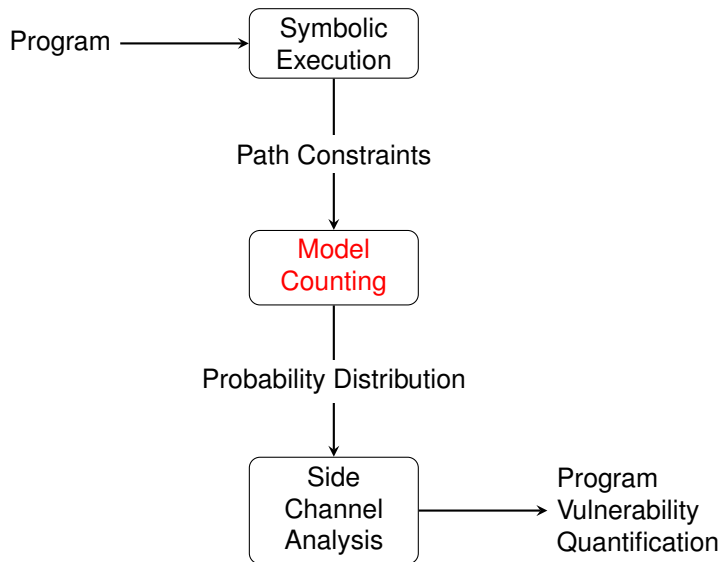 Program
Symbolic
Execution
Path Constraints
Model
Counting
Probability Distribution
Side
Channel
Analysis
Program
Vulnerability
Quantification